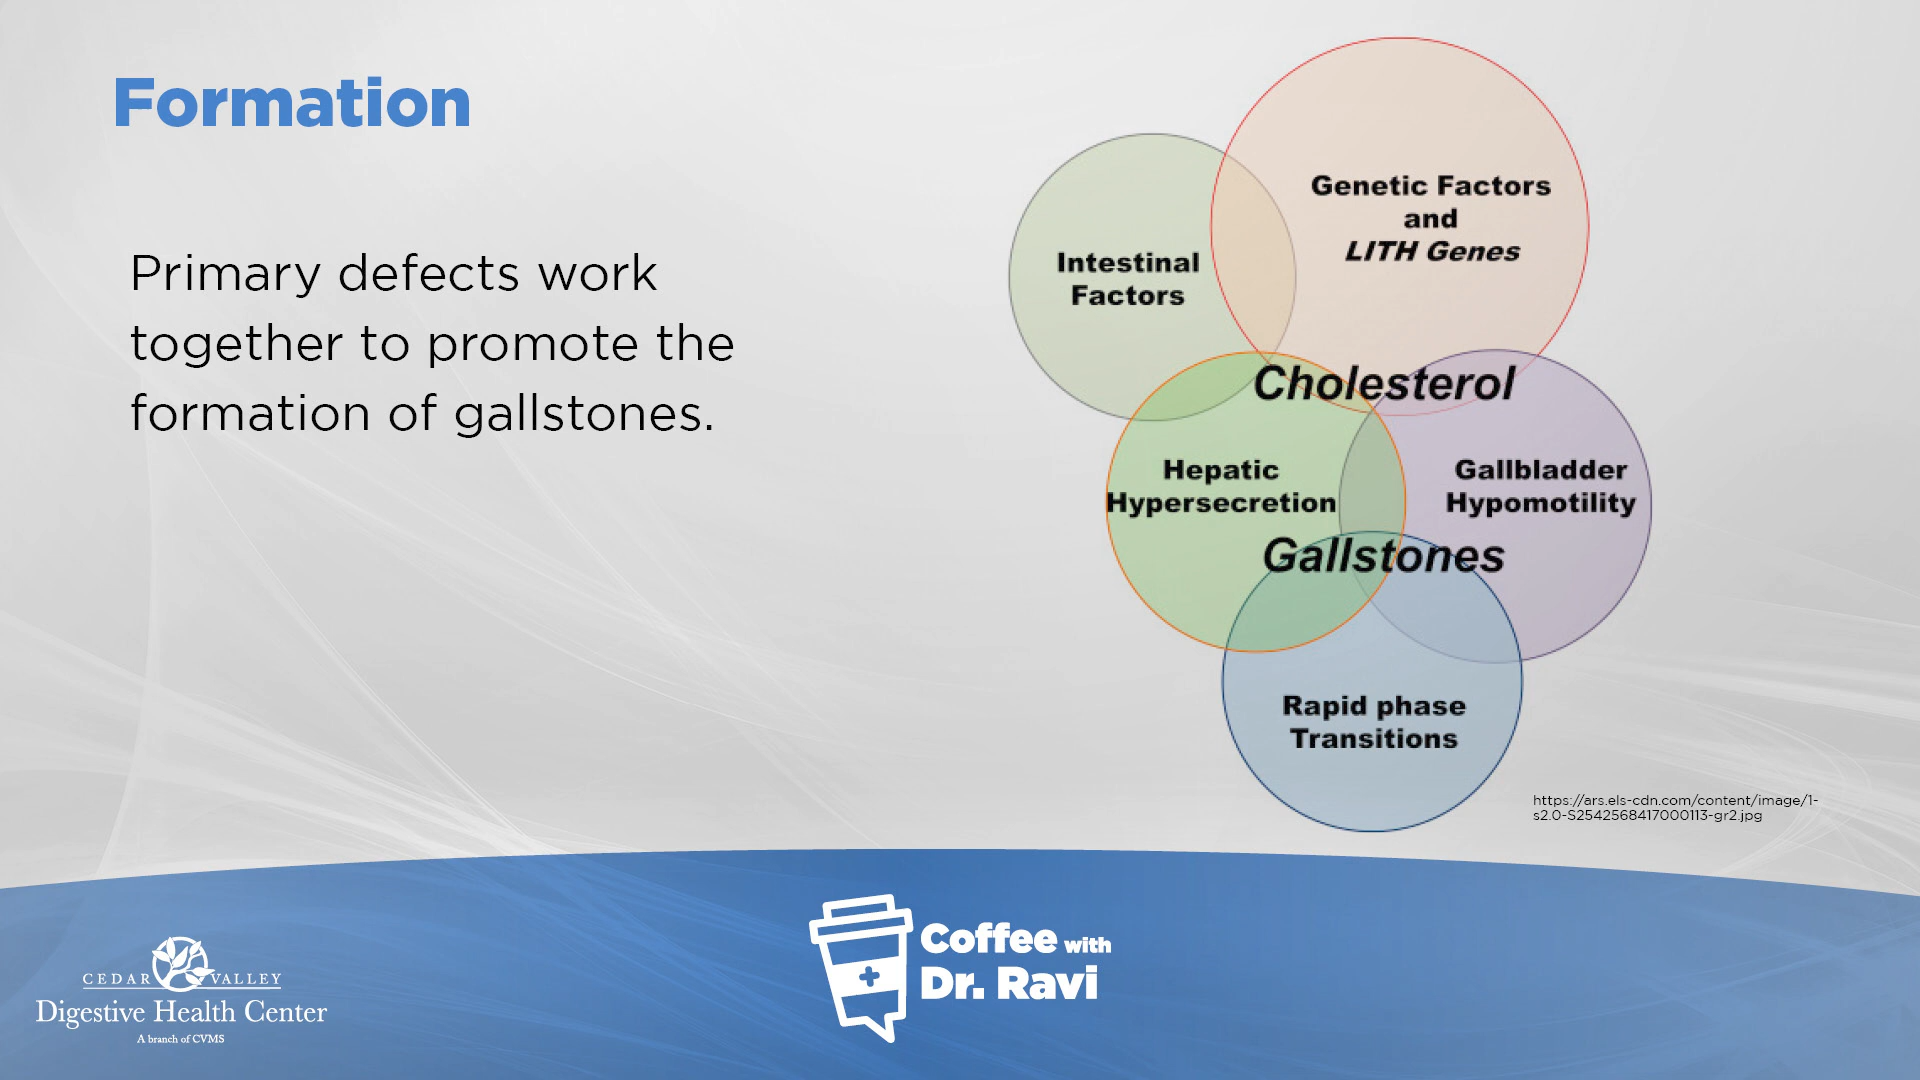 Formation
Primary defects work
together to promote the
formation of gallstones.
Genetic Factors
and
LITH Genes
Intestinal
Factors
Cholesterol
Hepatic
Hypersecretion
Gallbladder
Hypomotility
Gallstones
Rapid phase
Transitions
https://ars.els-cdn.com/content/image/1-
s2.0-S2542568417000113-gr2.jpg
CEDAR VALLEY
Digestive Health Center
A branch of CVMS
Coffee with
Dr. Ravi